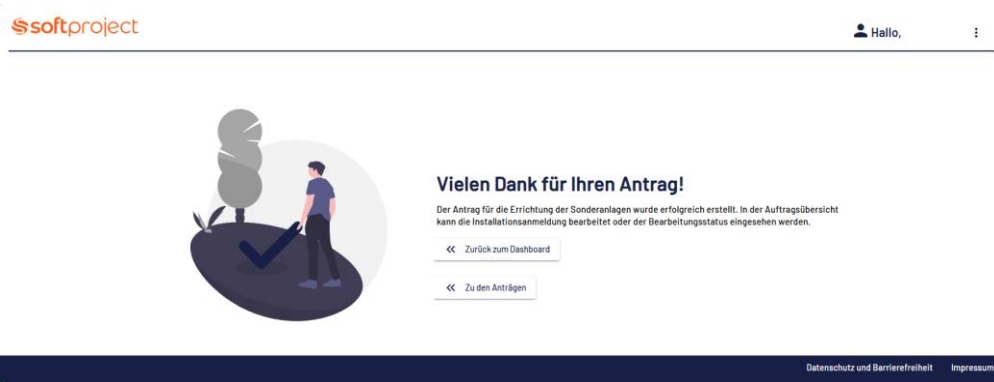 softproject
Hallo,
Vielen Dank für Ihren Antrag!
Der Antrag für die Errichtung der Sonderanlagen wurde erfolgreich erstellt. In der Auftragsübersicht
kann die Installationsanmeldung bearbeitet oder der Bearbeitungsstatus eingesehen werden.
Zurück zum Dashboard
Zu den Anträgen
Datenschutz und Barrierefreiheit Impressum